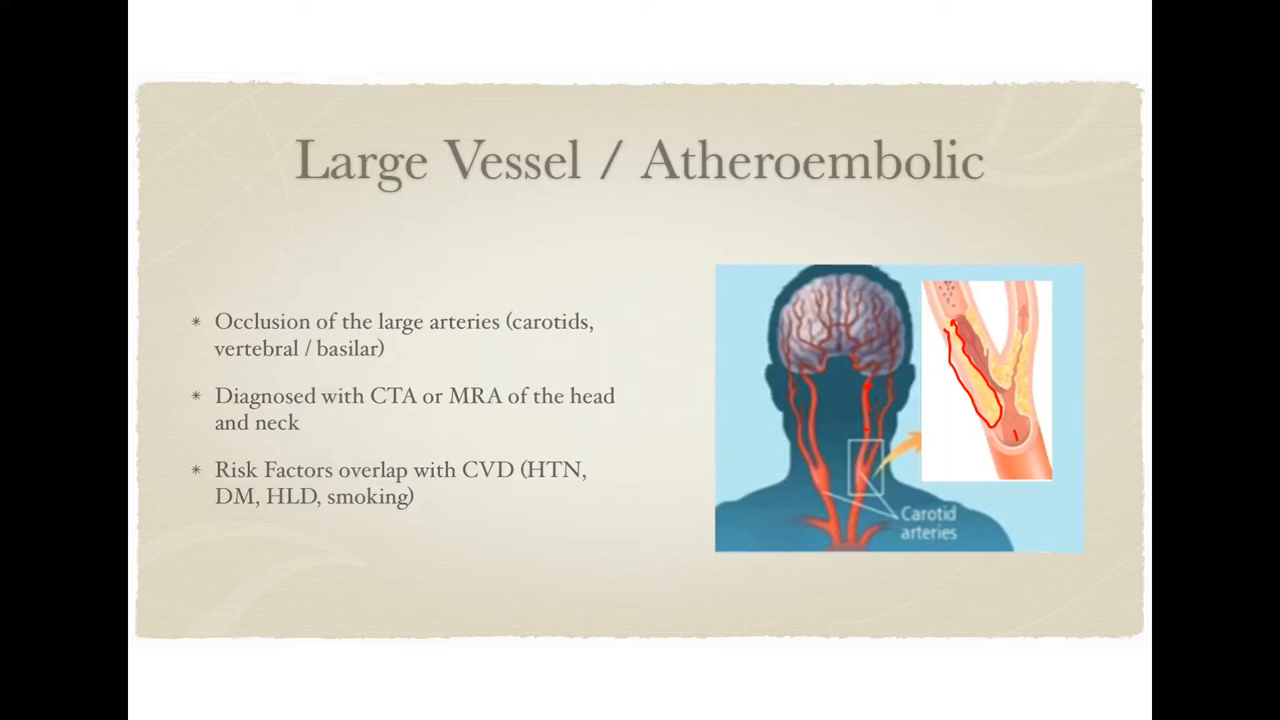 Large Vessel / Atheroembolic
* Occlusion of the large arteries (carotids,
vertebral / basilar)
* Diagnosed with CTA or MRA of the head
and neck
* Risk Factors overlap with CVD (HTN,
DM, HLD, smoking)
Carotid
arteries